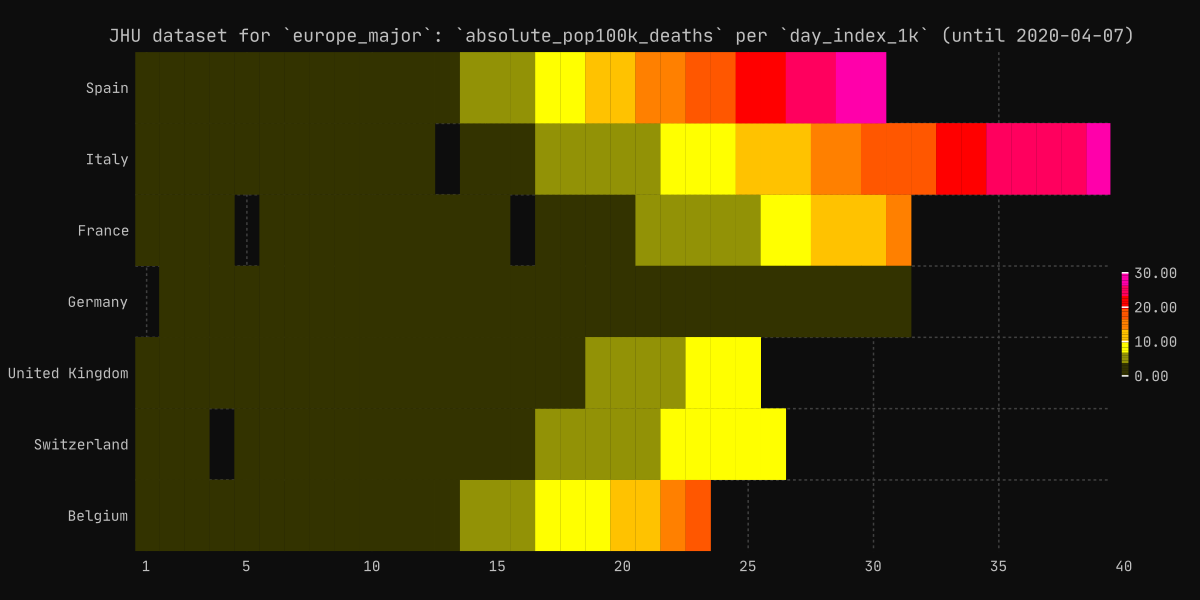 JHU dataset for `europe_major`: `absolute_pop100k_deaths` per `day_index_1k` (until 2020-04-07)
Spain
Italy
France
Germany
United Kingdom
Switzerland
Belgium
1 5 10 15 20 25 30 35 40
30.00
20.00
10.00
0.00